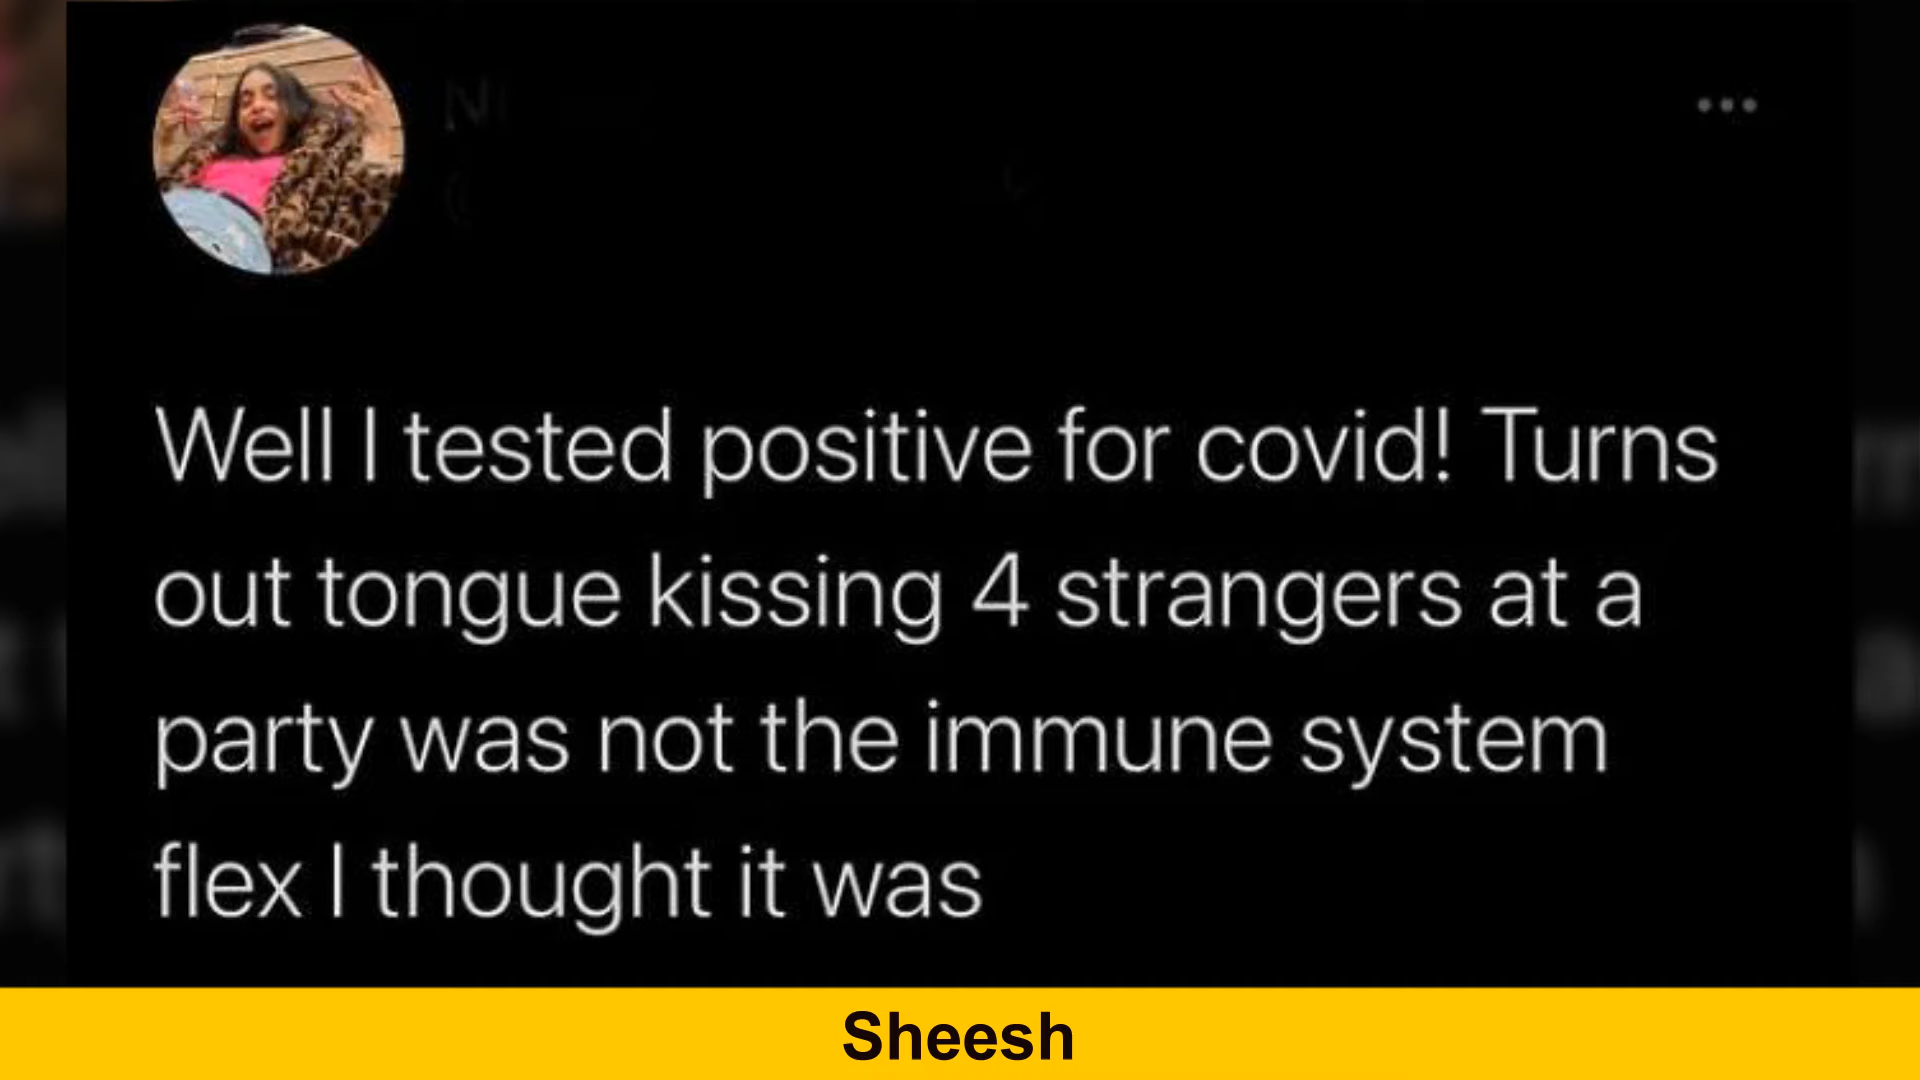 Well I tested positive for covid! Turns
out tongue kissing 4 strangers at a
party was not the immune system
flex I thought it was
Sheesh